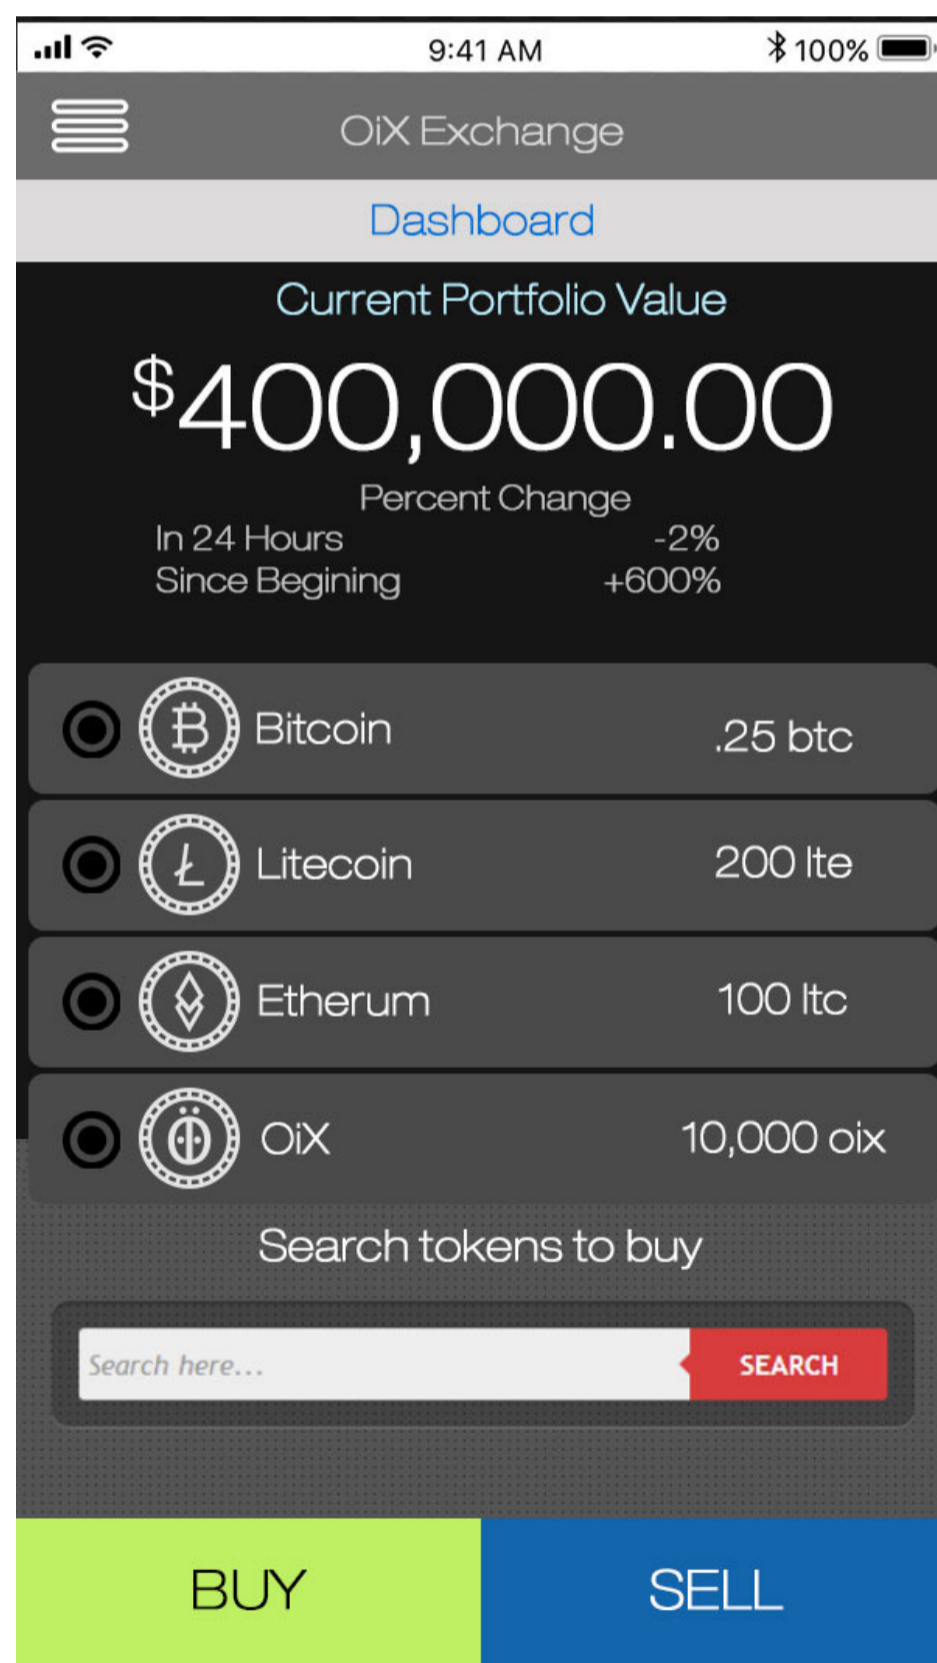 9:41 AM 100%
OiX Exchange
Dashboard
Current Portfolio Value
$400,000.00
Percent Change
In 24 Hours -2%
Since Begining +600%
Bitcoin .25 btc
Litecoin 200 lte
Etherum 100 ltc
OiX 10,000 oix
Search tokens to buy
Search here... SEARCH
BUY SELL